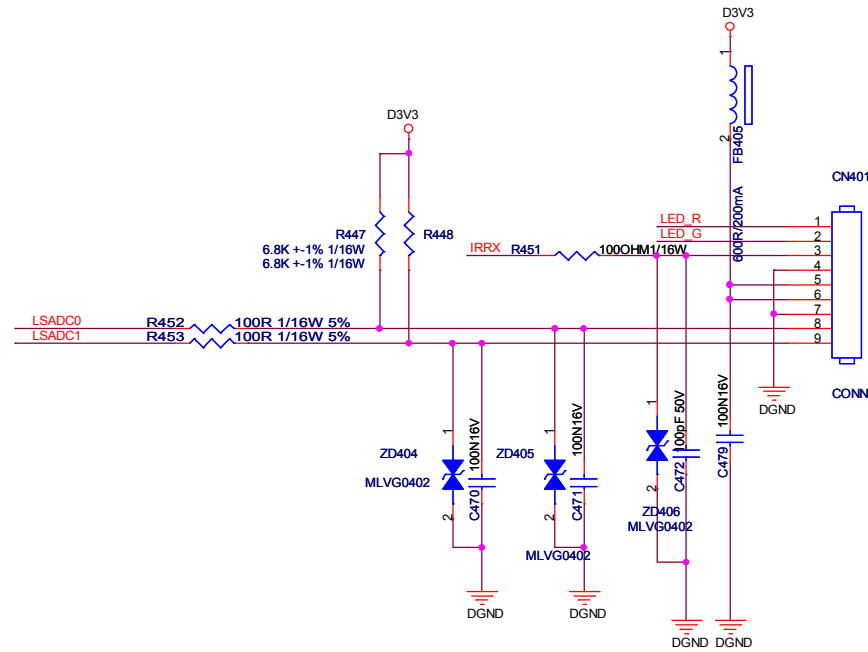 D3V3
1
2
FB405
600R/200mA
D3V3
CN401
R447
R448
6.8K +-1% 1/16W
6.8K +-1% 1/16W
LED_R
LED_G
IRRX
R451
100OHM1/16W
1
2
3
4
5
6
7
8
9
LSADC0
R452
100R 1/16W 5%
LSADC1
R453
100R 1/16W 5%
DGND
CONN
1
ZD404
MLVG0402
2
100N16V
C470
DGND
1
ZD405
MLVG0402
2
100N16V
C471
DGND
1
2
ZD406
MLVG0402
100pF 50V
C472
DGND
100N16V
C479
DGND